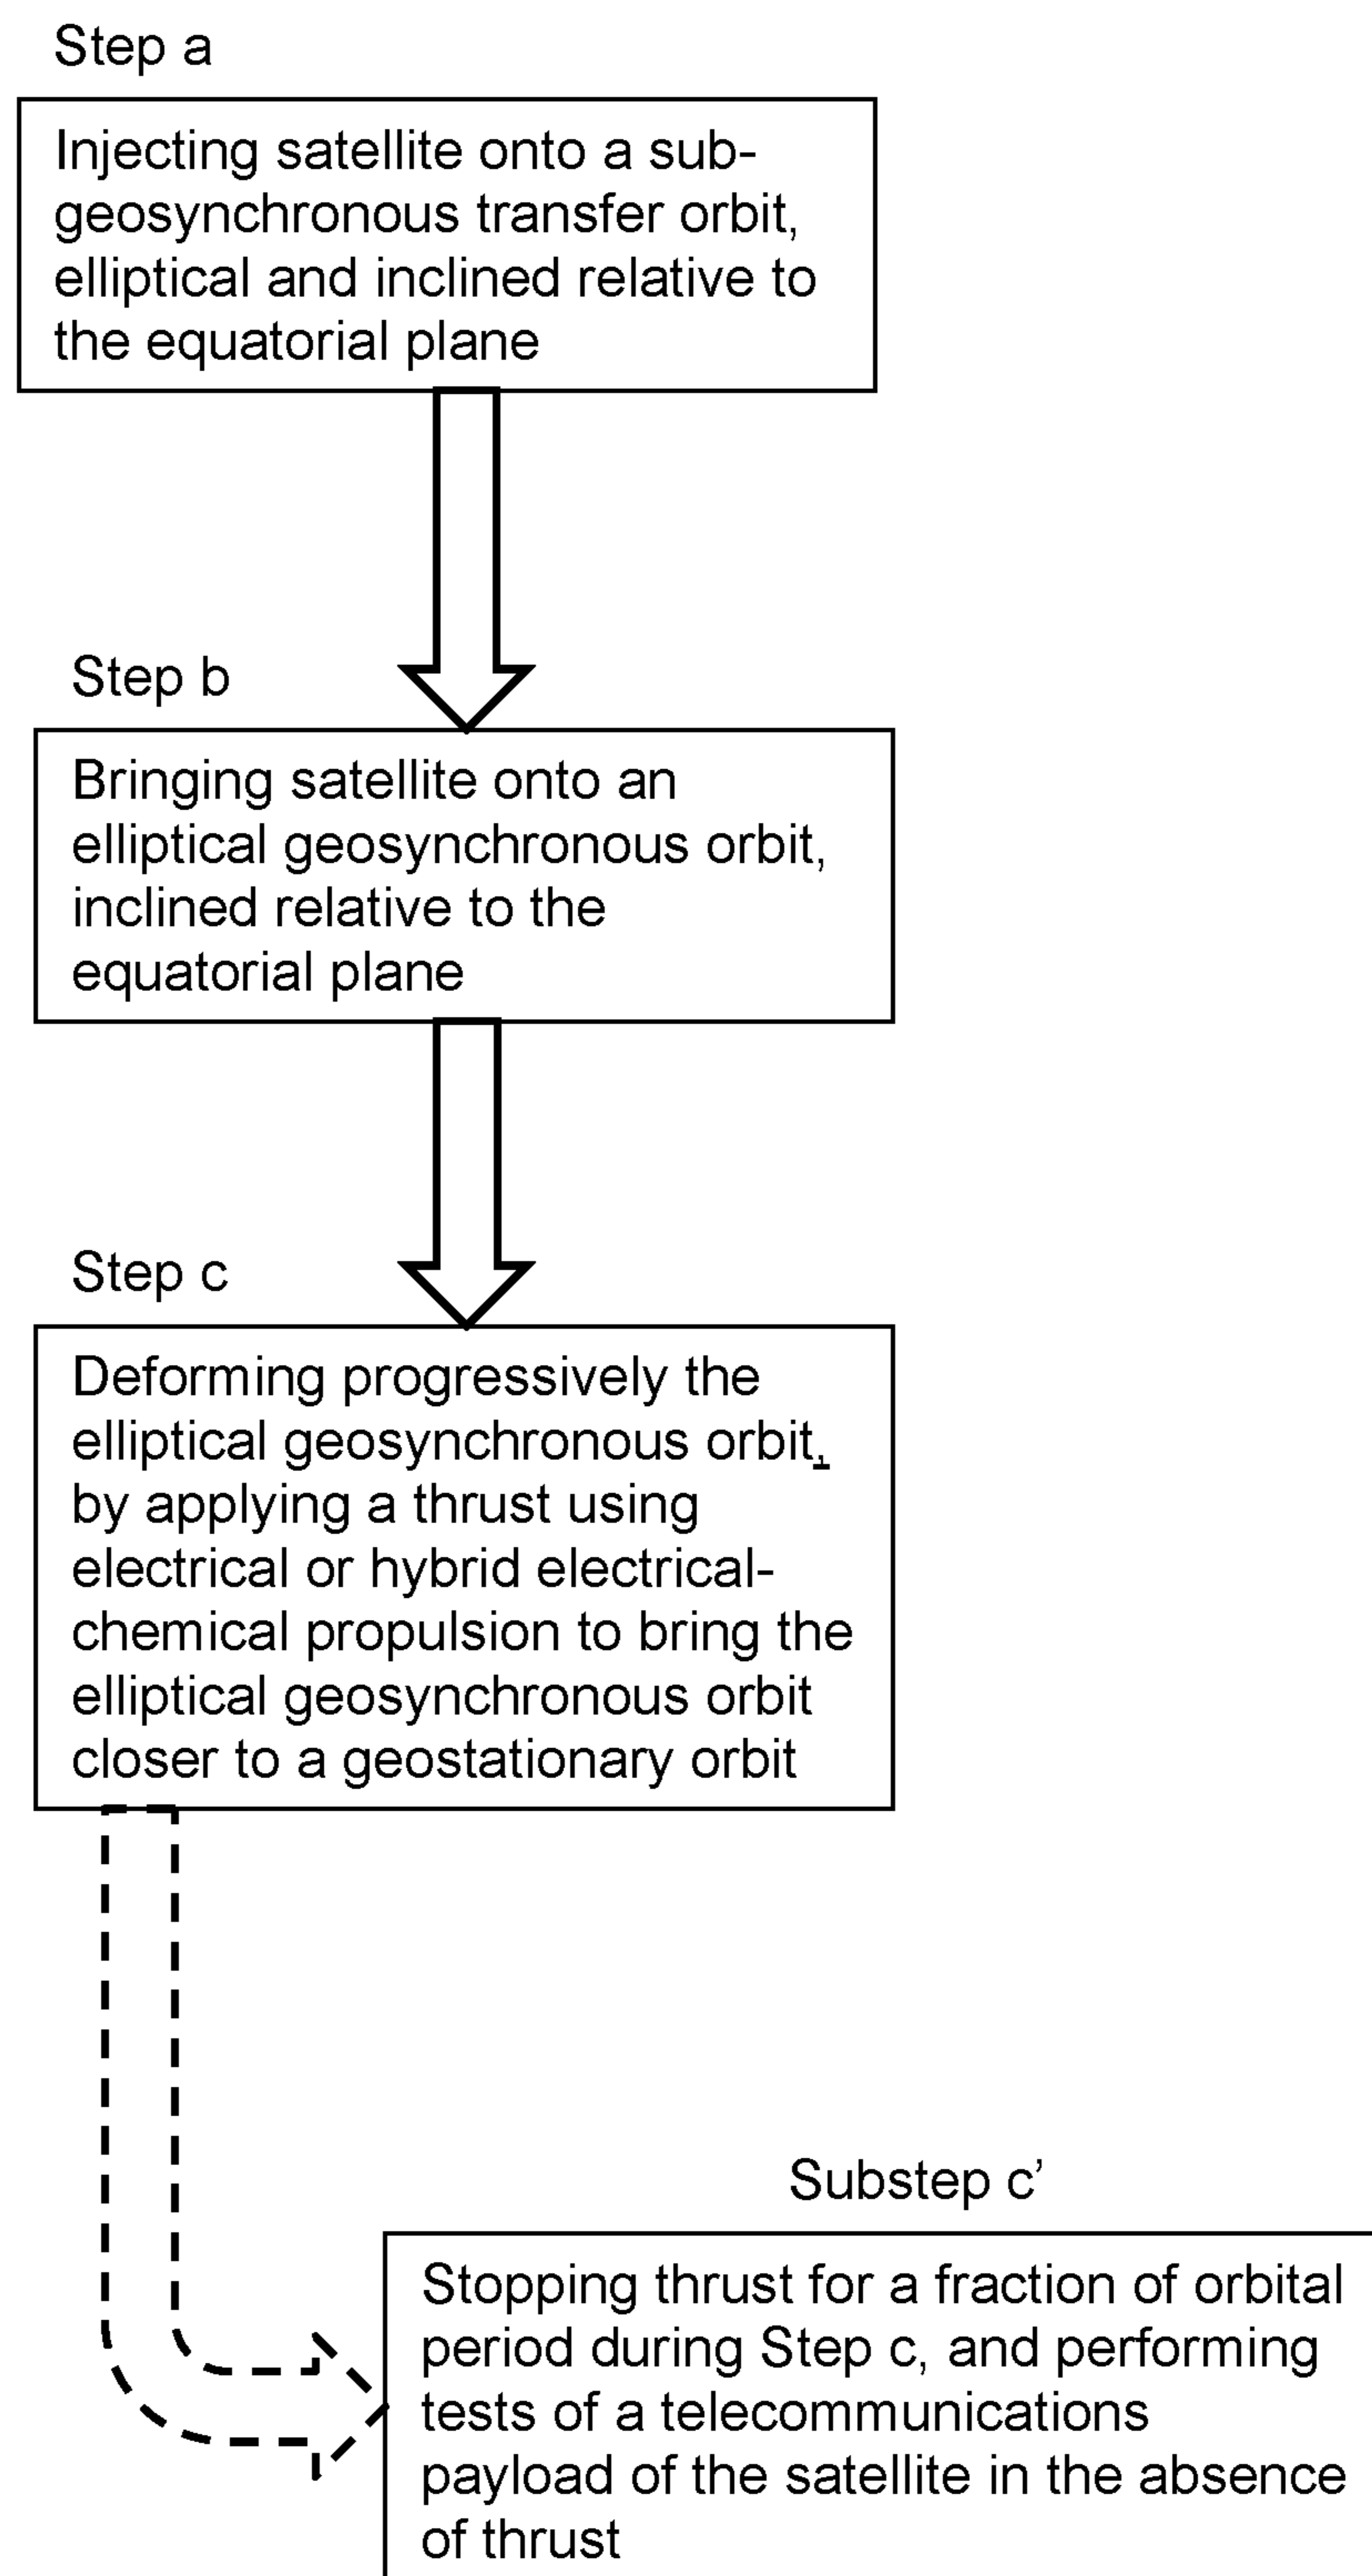 Step a
Injecting satellite onto a sub-
geosynchronous transfer orbit,
elliptical and inclined relative to
the equatorial plane
Step b
Bringing satellite onto an
elliptical geosynchronous orbit,
inclined relative to the
equatorial plane
Step c
Deforming progressively the
elliptical geosynchronous orbit,
by applying a thrust using
electrical or hybrid electrical-
chemical propulsion to bring the
elliptical geosynchronous orbit
closer to a geostationary orbit
Substep c’
Stopping thrust for a fraction of orbital
period during Step c, and performing
tests of a telecommunications
payload of the satellite in the absence
of thrust